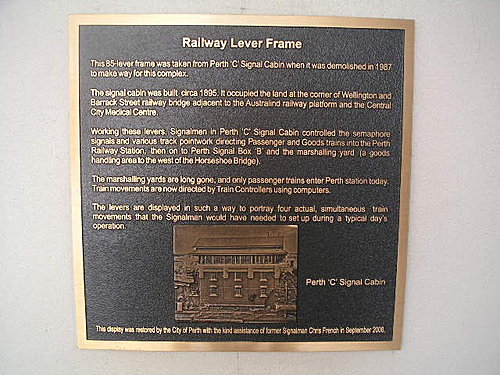 Railway Lever Frame
This 85-lever frame was taken from Perth 'C' Signal Cabin when it was demolished in 1987
to make way for this complex.
The signal cabin was built circa 1895. It occupied the land at the corner of Wellington and
Barrack Street railway bridge adjacent to the Australind railway platform and the Central
City Medical Centre.
Working these levers, Signalmen in Perth 'C' Signal Cabin controlled the semaphore
signals and various track pointwork directing Passenger and Goods trains into the Perth
Railway Station, then on to Perth Signal Box 'B' and the marshalling yard (a goods
handling area to the west of the Horseshoe Bridge).
The marshalling yards are long gone, and only passenger trains enter Perth station today.
Train movements are now directed by Train Controllers using computers.
The levers are displayed in such a way to portray four actual, simultaneous train
movements that the Signalman would have needed to set up during a typical day's
operation.
Perth 'C' Signal Cabin
This display was restored by the City of Perth with the kind assistance of former Signalman Chris French in September 2008.